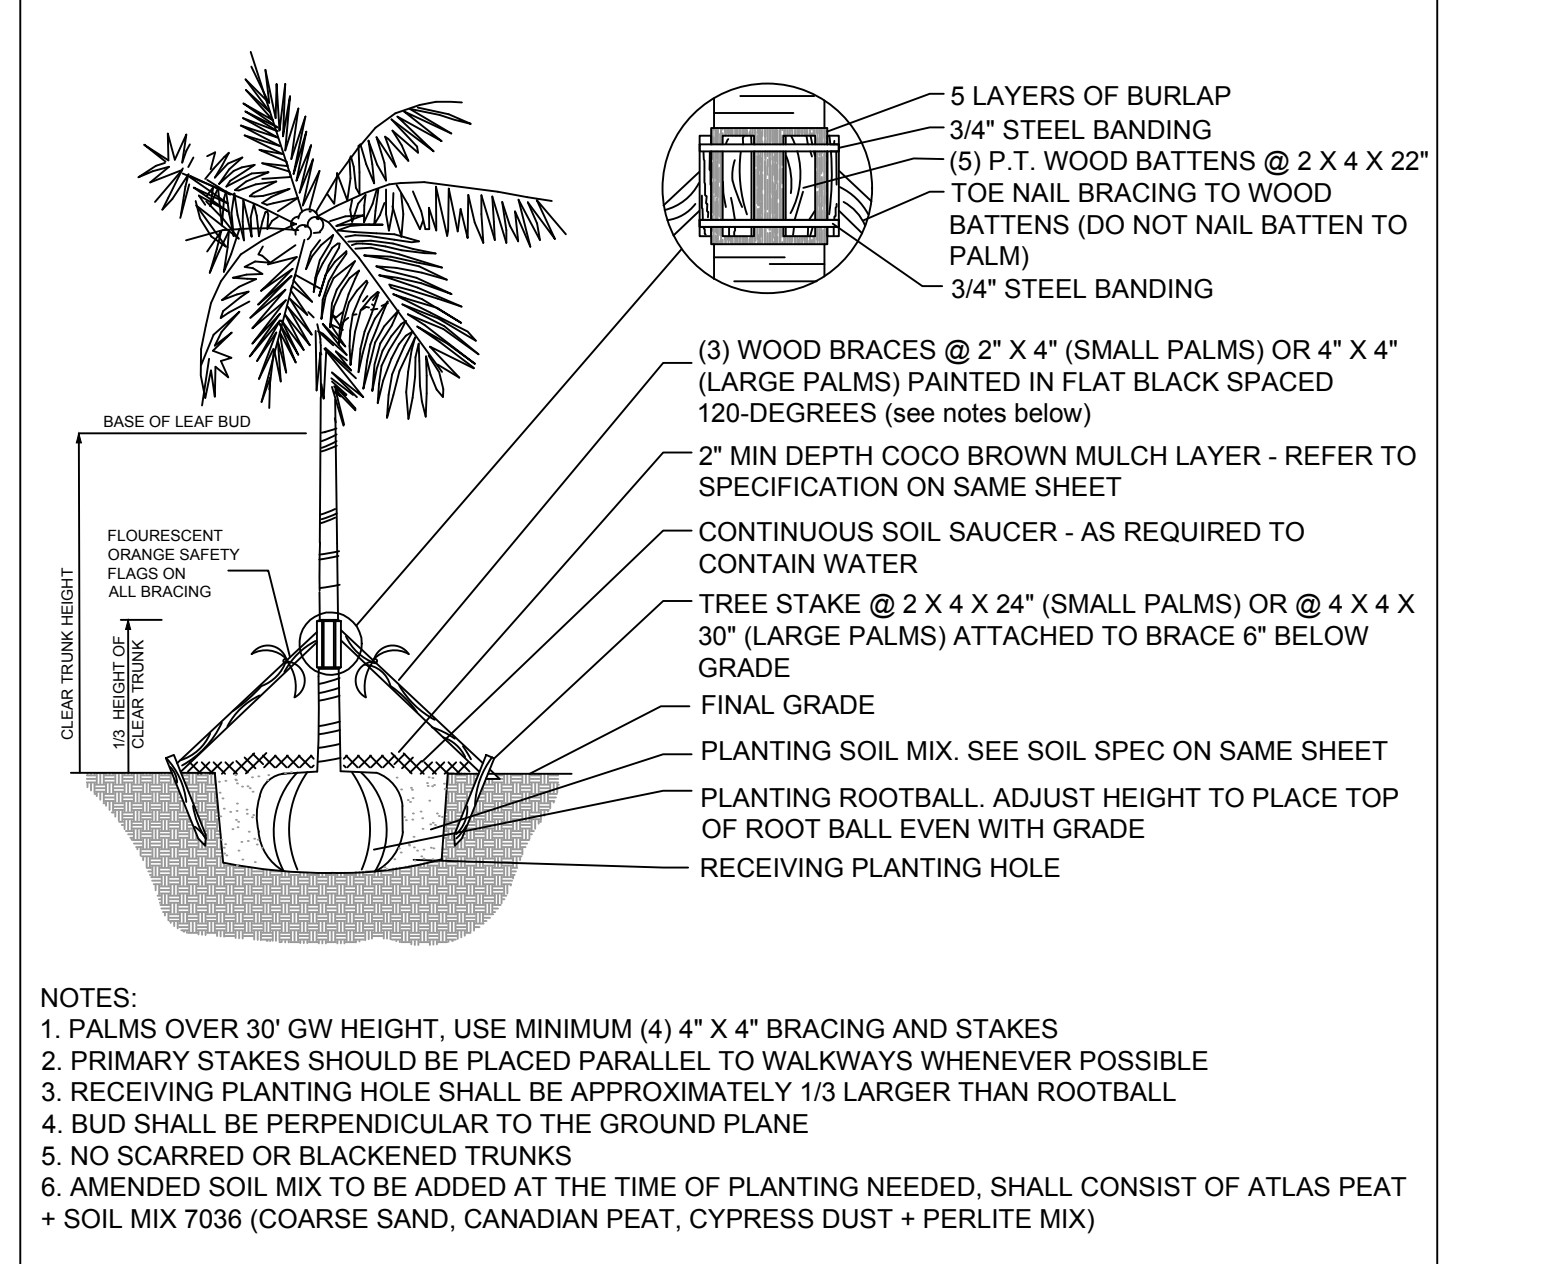 5 LAYERS OF BURLAP
3/4" STEEL BANDING
(5) P.T. WOOD BATTENS @ 2 X 4 X 22"
TOE NAIL BRACING TO WOOD
BATTENS (DO NOT NAIL BATTEN TO
PALM)
3/4" STEEL BANDING
(3) WOOD BRACES @ 2" X 4" (SMALL PALMS) OR 4" X 4"
(LARGE PALMS) PAINTED IN FLAT BLACK SPACED
120-DEGREES (see notes below)
2" MIN DEPTH COCO BROWN MULCH LAYER - REFER TO
SPECIFICATION ON SAME SHEET
CONTINUOUS SOIL SAUCER - AS REQUIRED TO
CONTAIN WATER
TREE STAKE @ 2 X 4 X 24" (SMALL PALMS) OR @ 4 X 4 X
30" (LARGE PALMS) ATTACHED TO BRACE 6" BELOW
GRADE
FINAL GRADE
PLANTING SOIL MIX. SEE SOIL SPEC ON SAME SHEET
PLANTING ROOTBALL. ADJUST HEIGHT TO PLACE TOP
OF ROOT BALL EVEN WITH GRADE
RECEIVING PLANTING HOLE
BASE OF LEAF BUD
FLOURESCENT
ORANGE SAFETY
FLAGS ON
ALL BRACING
CLEAR TRUNK HEIGHT
1/3 HEIGHT OF
CLEAR TRUNK
NOTES:
1. PALMS OVER 30' GW HEIGHT, USE MINIMUM (4) 4" X 4" BRACING AND STAKES
2. PRIMARY STAKES SHOULD BE PLACED PARALLEL TO WALKWAYS WHENEVER POSSIBLE
3. RECEIVING PLANTING HOLE SHALL BE APPROXIMATELY 1/3 LARGER THAN ROOTBALL
4. BUD SHALL BE PERPENDICULAR TO THE GROUND PLANE
5. NO SCARRED OR BLACKENED TRUNKS
6. AMENDED SOIL MIX TO BE ADDED AT THE TIME OF PLANTING NEEDED, SHALL CONSIST OF ATLAS PEAT
+ SOIL MIX 7036 (COARSE SAND, CANADIAN PEAT, CYPRESS DUST + PERLITE MIX)